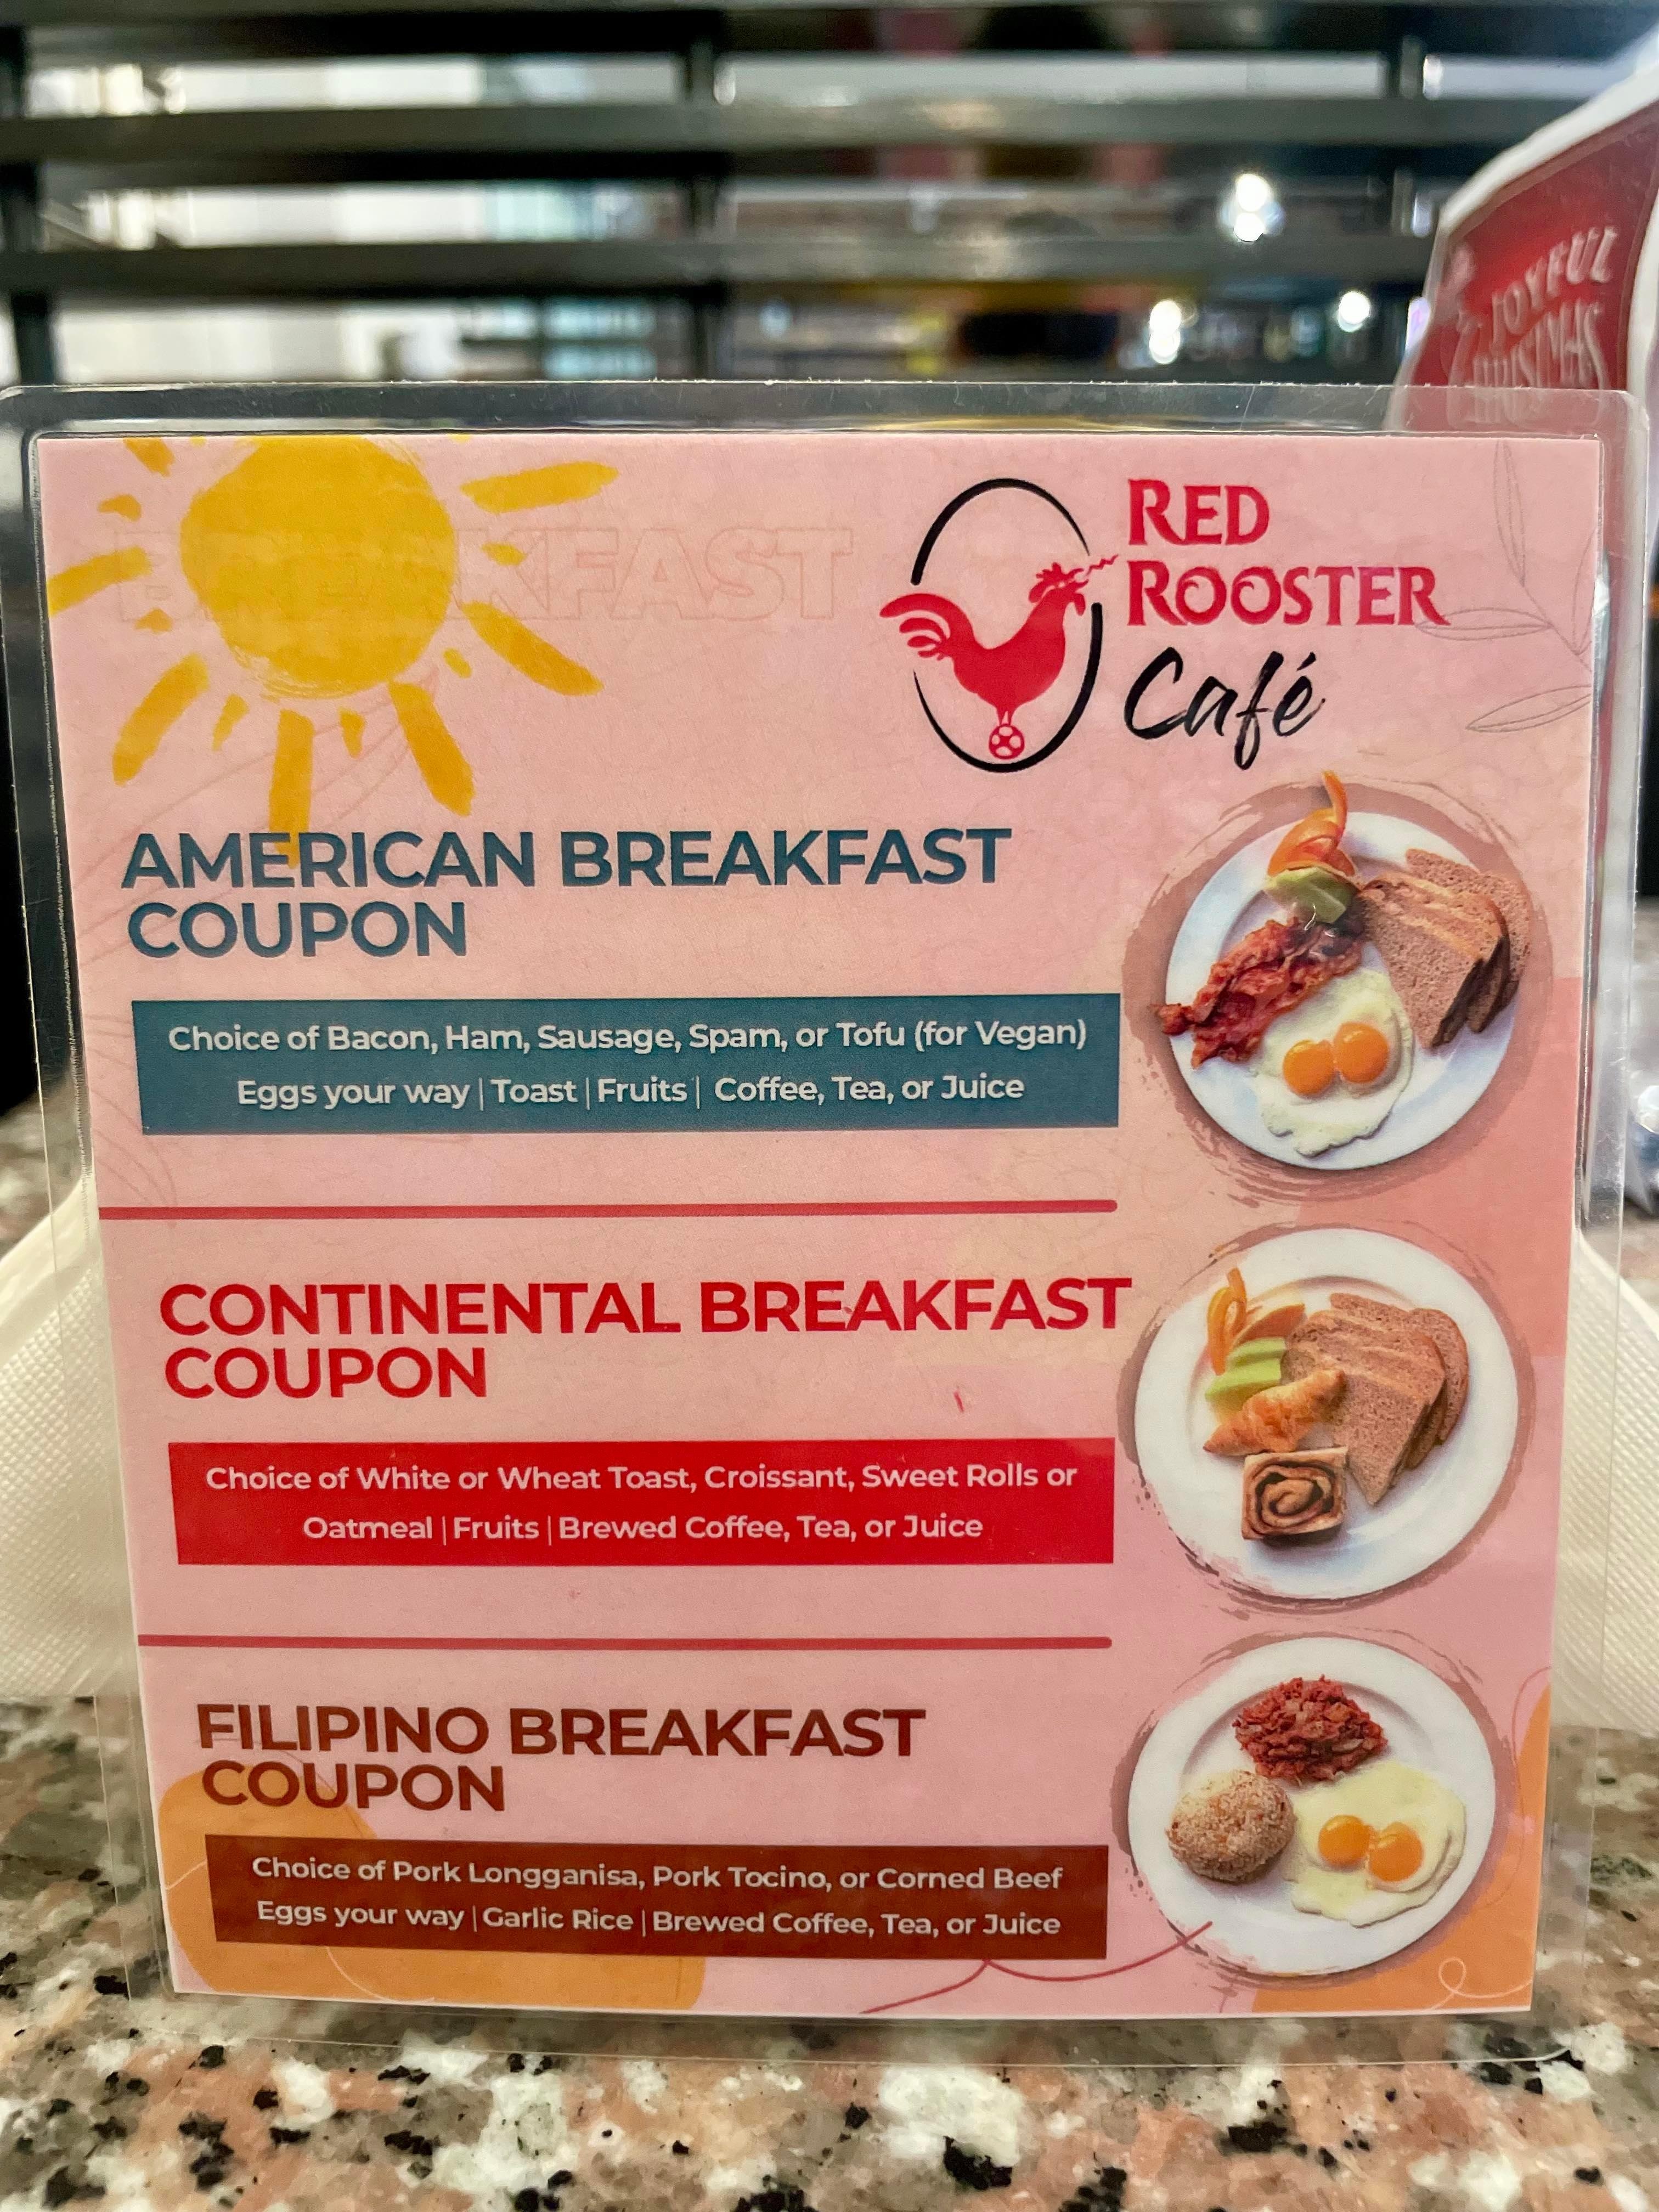 BREAKFAST
RED
ROOSTER
Café
AMERICAN BREAKFAST
COUPON
Choice of Bacon, Ham, Sausage, Spam, or Tofu (for Vegan)
Eggs your way | Toast | Fruits | Coffee, Tea, or Juice
CONTINENTAL BREAKFAST
COUPON
Choice of White or Wheat Toast, Croissant, Sweet Rolls or
Oatmeal | Fruits | Brewed Coffee, Tea, or Juice
FILIPINO BREAKFAST
COUPON
Choice of Pork Longganisa, Pork Tocino, or Corned Beef
Eggs your way | Garlic Rice | Brewed Coffee, Tea, or Juice
JOYFUL
CHRISTMAS